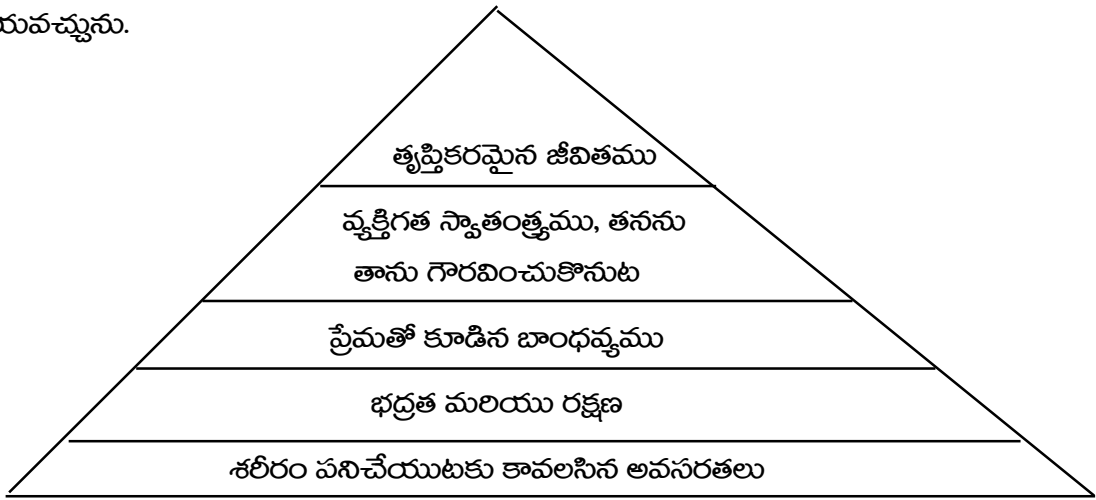 యవచ్చును.
తృప్తికరమైన జీవితము
వ్యక్తిగత స్వాతంత్ర్యము, తనను
తాను గౌరవించుకొనుట
ప్రేమతో కూడిన బాంధవ్యము
భద్రత మరియు రక్షణ
శరీరం పనిచేయుటకు కావలసిన అవసరతలు